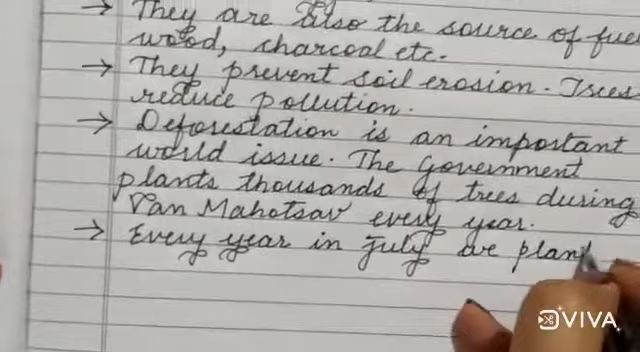 → They are also the source of fuel
wood, charcoal etc.
→ They prevent soil erosion. Trees
reduce pollution.
→ Deforestation is an important
world issue. The Government
plants thousands of trees during
Van Mahotsav every year.
→ Every year in July we plant
VIVA